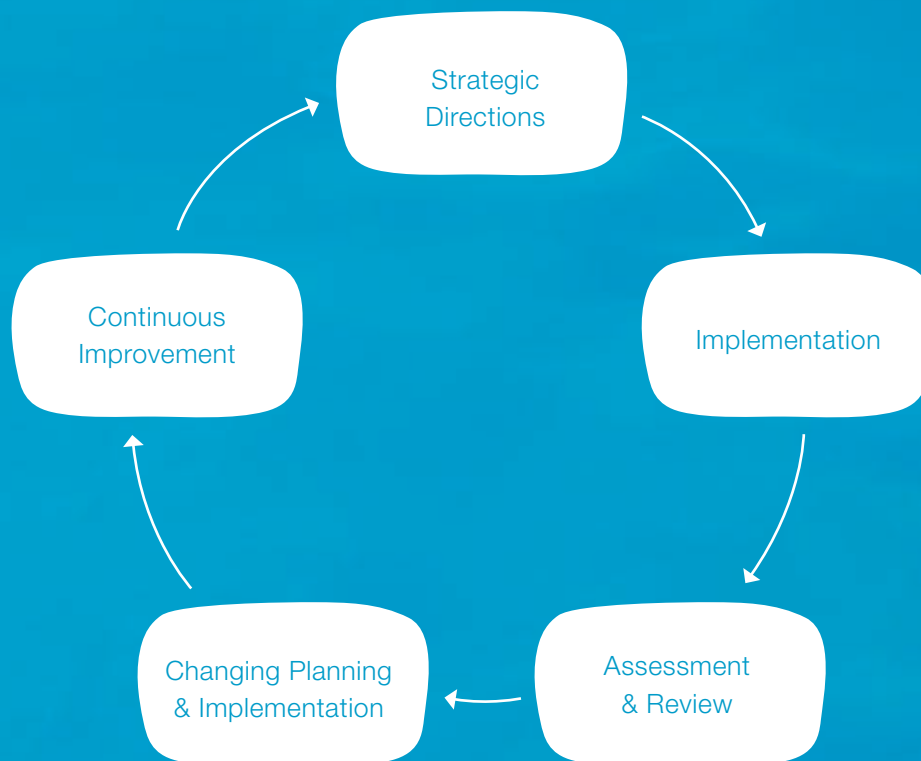 Strategic
Directions
Implementation
Assessment
& Review
Changing Planning
& Implementation
Continuous
Improvement